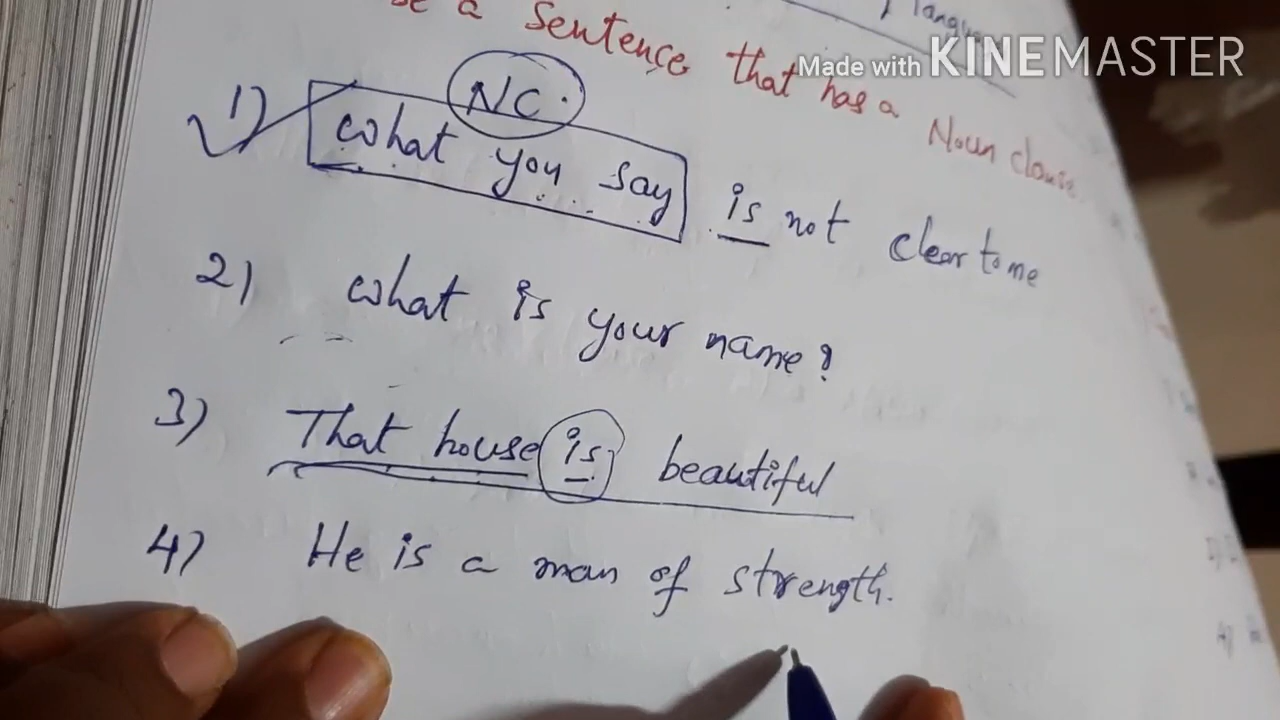 a Sentence that has a Noun clause
Made with KINEMASTER
NC.
1) what you say is not clear to me
2) what is your name?
3) That house is beautiful
4) He is a man of strength.